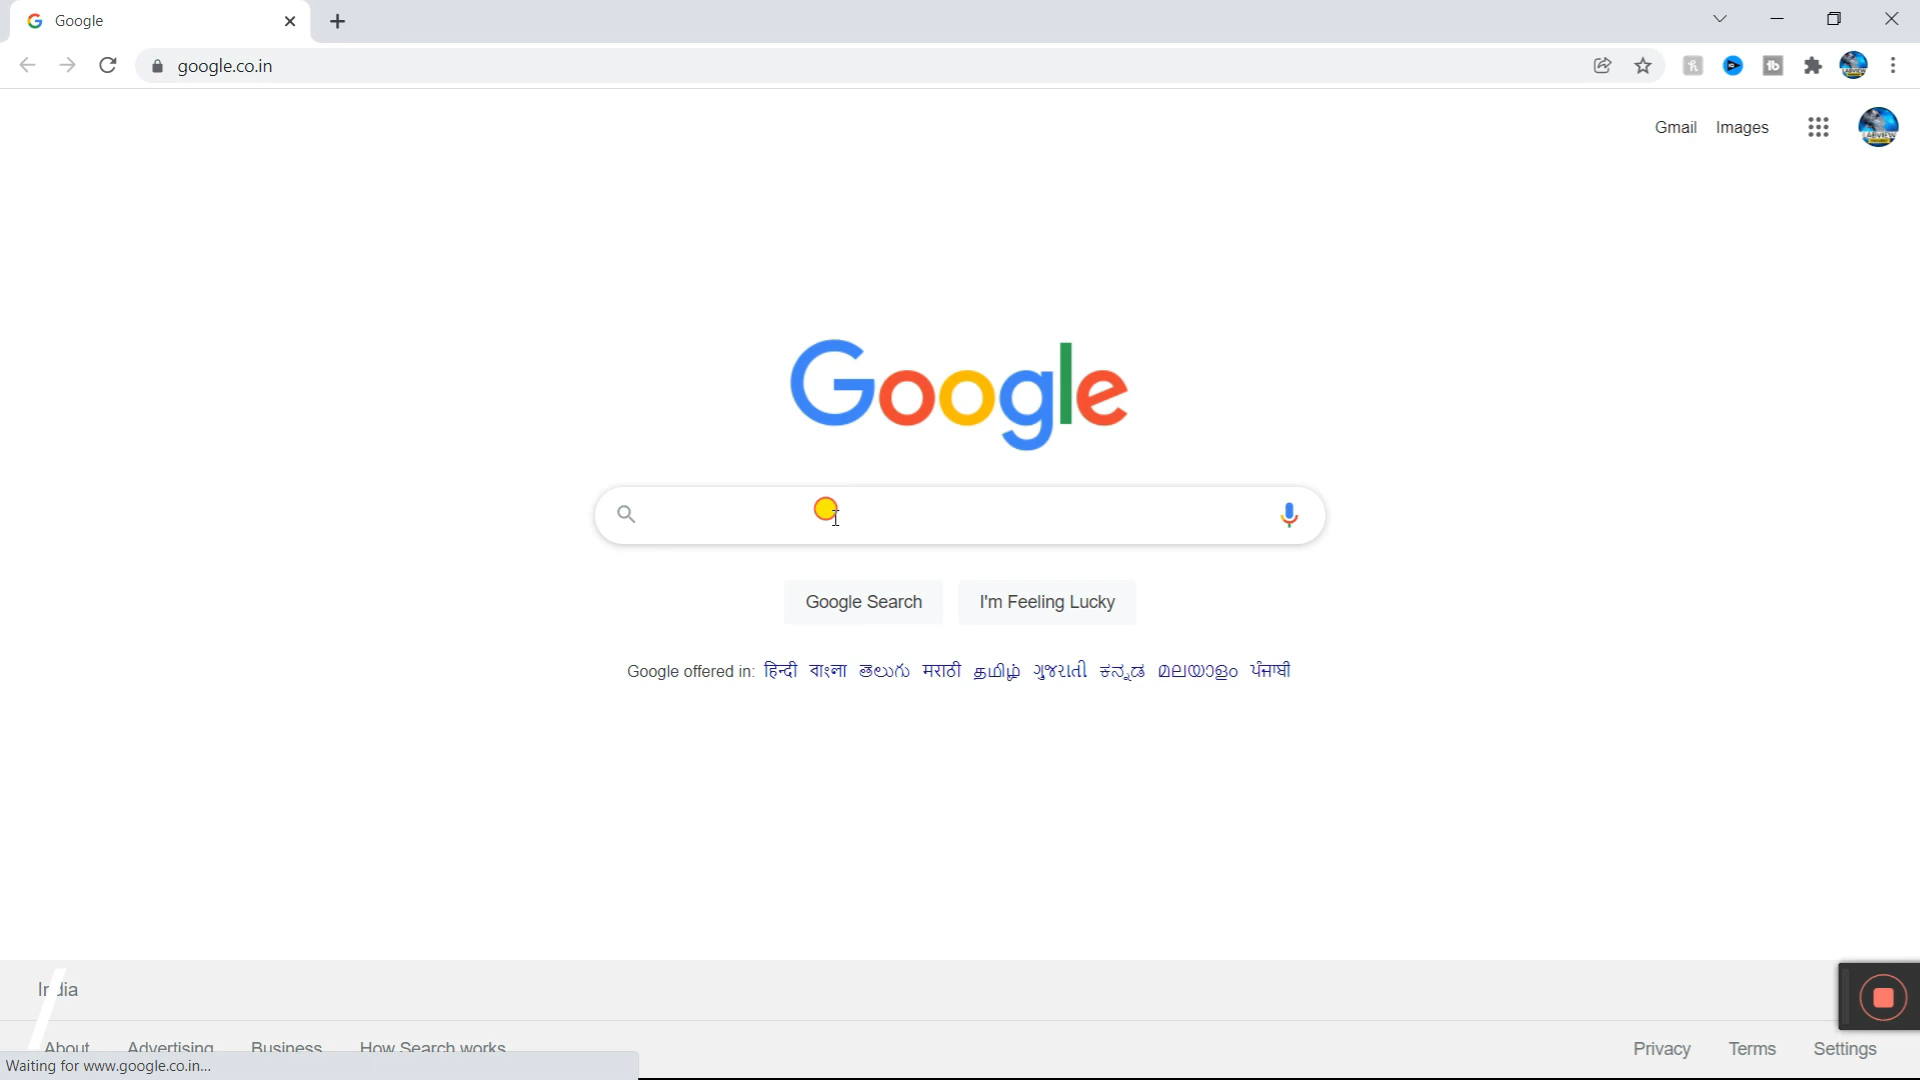 Google
google.co.in
Gmail Images
LABVIEW
Google
Google Search I'm Feeling Lucky
Google offered in: हिन्दी বাংলা తెలుగు मराठी தமிழ் ગુજરાતી ಕನ್ನಡ മലയാളം ਪੰਜਾਬੀ
India
About Advertising Business How Search works
Privacy Terms Settings
Waiting for www.google.co.in...